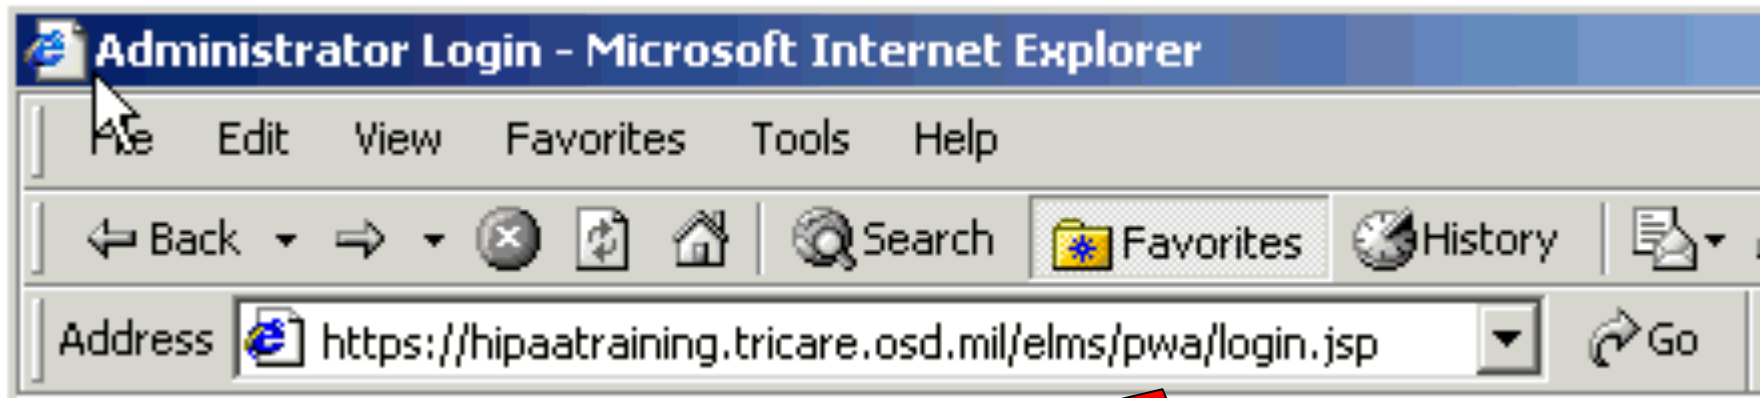 Administrator Login - Microsoft Internet Explorer
Edit View Favorites Tools Help
Back Search Favorites History
Address https://hipaatraining.tricare.osd.mil/elms/pwa/login.jsp Go